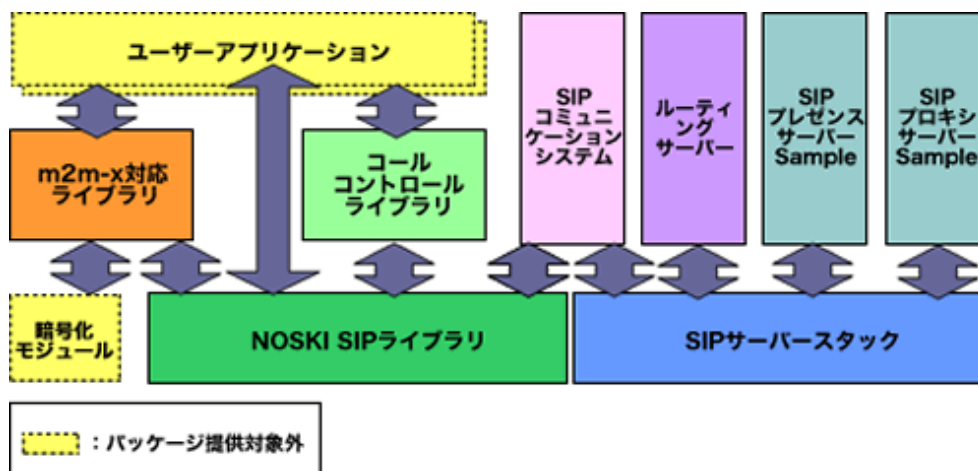 ユーザーアプリケーション
m2m-x対応
ライブラリ
コール
コントロール
ライブラリ
SIP
コミュニ
ケーション
システム
ルーティ
ング
サーバー
SIP
プレゼンス
サーバー
Sample
SIP
プロキシ
サーバー
Sample
暗号化
モジュール
NOSKI SIPライブラリ
SIPサーバースタック
：パッケージ提供対象外